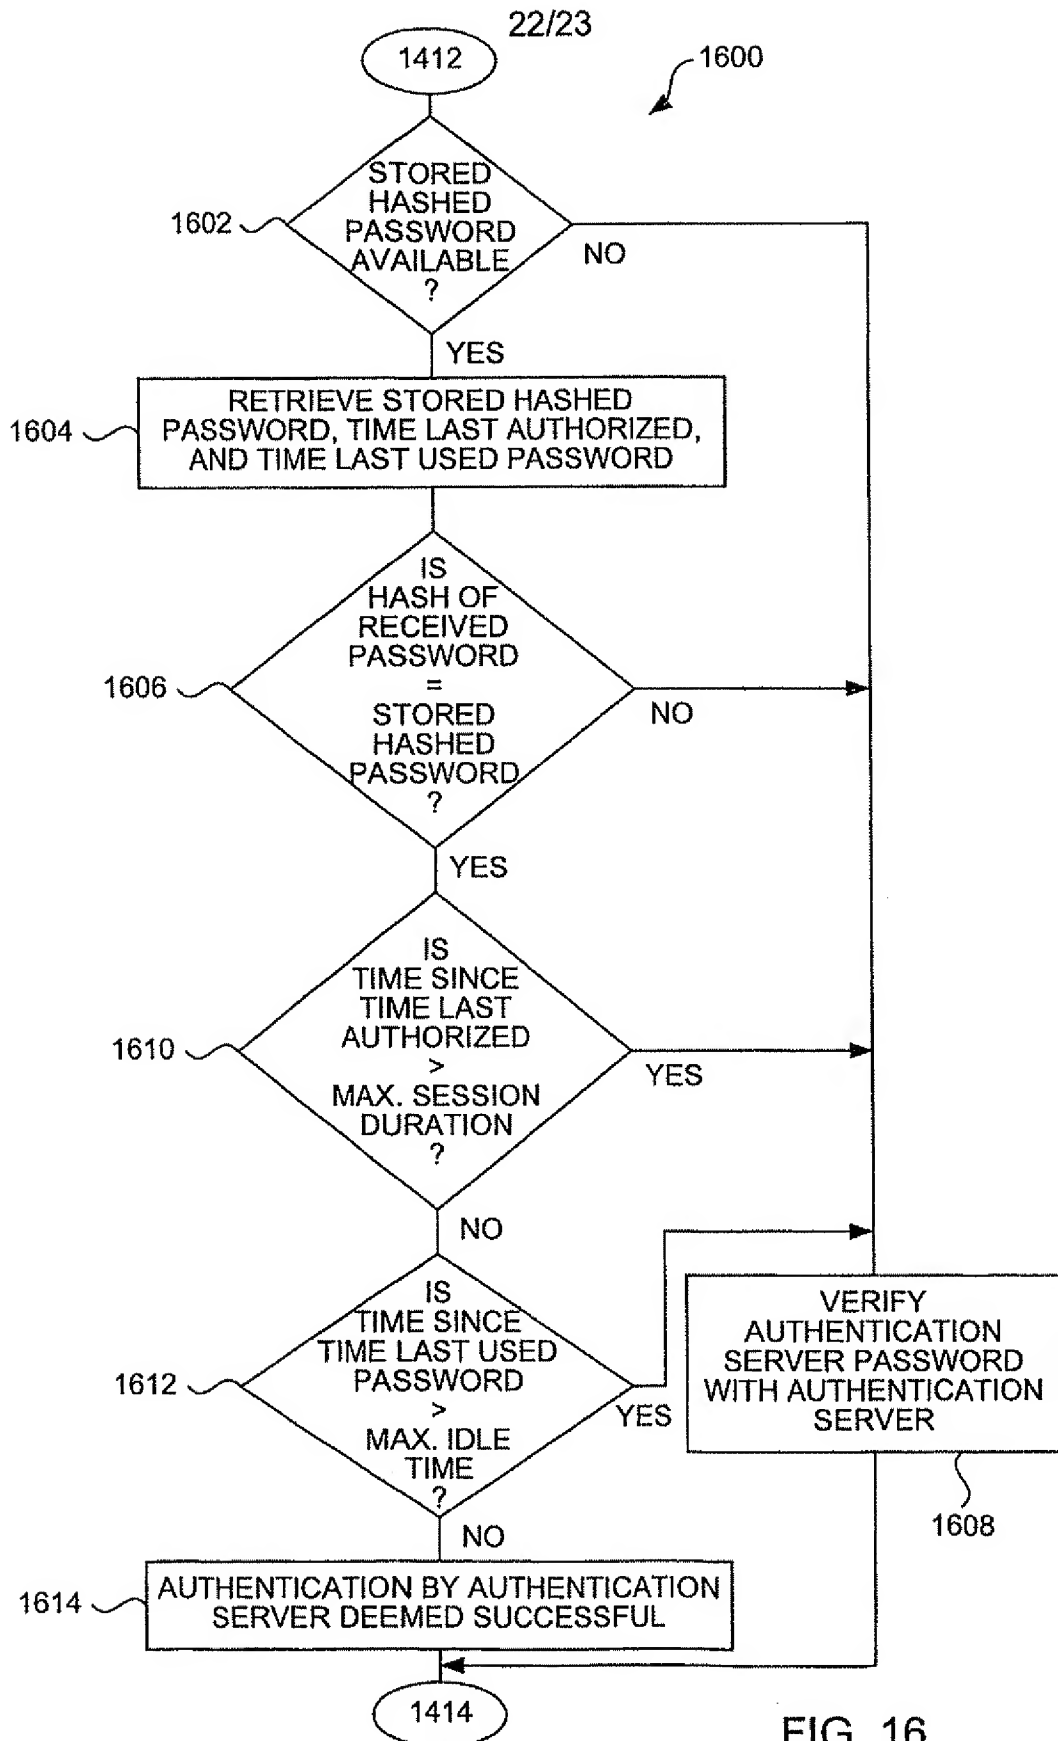 22/23
1412
1600
STORED
HASHED
PASSWORD
AVAILABLE
?
1602
NO
YES
1604
RETRIEVE STORED HASHED
PASSWORD, TIME LAST AUTHORIZED,
AND TIME LAST USED PASSWORD
IS
HASH OF
RECEIVED
PASSWORD
=
STORED
HASHED
PASSWORD
?
1606
NO
YES
IS
TIME SINCE
TIME LAST
AUTHORIZED
>
MAX. SESSION
DURATION
?
1610
YES
NO
IS
TIME SINCE
TIME LAST USED
PASSWORD
>
MAX. IDLE
TIME
?
1612
YES
VERIFY
AUTHENTICATION
SERVER PASSWORD
WITH AUTHENTICATION
SERVER
1608
NO
1614
AUTHENTICATION BY AUTHENTICATION
SERVER DEEMED SUCCESSFUL
1414
FIG. 16